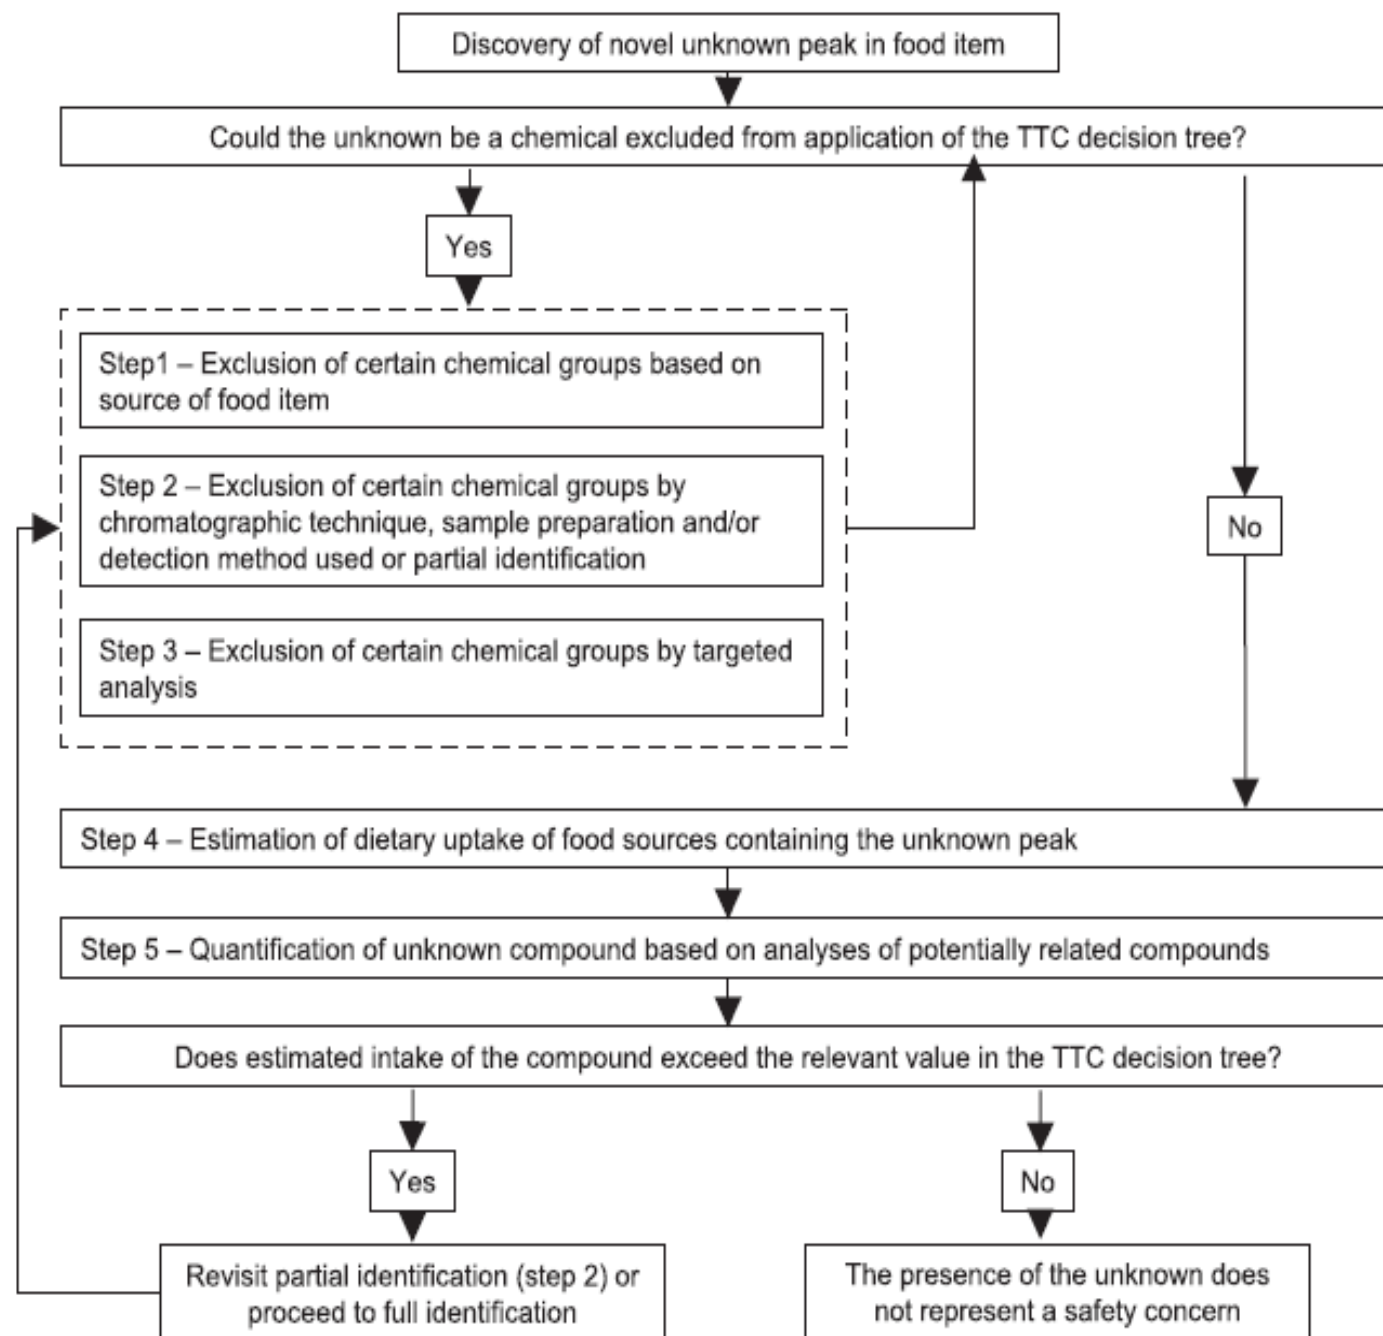 Discovery of novel unknown peak in food item
Could the unknown be a chemical excluded from application of the TTC decision tree?
Yes
Step1 – Exclusion of certain chemical groups based on
source of food item
Step 2 – Exclusion of certain chemical groups by
chromatographic technique, sample preparation and/or
detection method used or partial identification
No
Step 3 – Exclusion of certain chemical groups by targeted
analysis
Step 4 – Estimation of dietary uptake of food sources containing the unknown peak
Step 5 – Quantification of unknown compound based on analyses of potentially related compounds
Does estimated intake of the compound exceed the relevant value in the TTC decision tree?
Yes
No
Revisit partial identification (step 2) or
proceed to full identification
The presence of the unknown does
not represent a safety concern